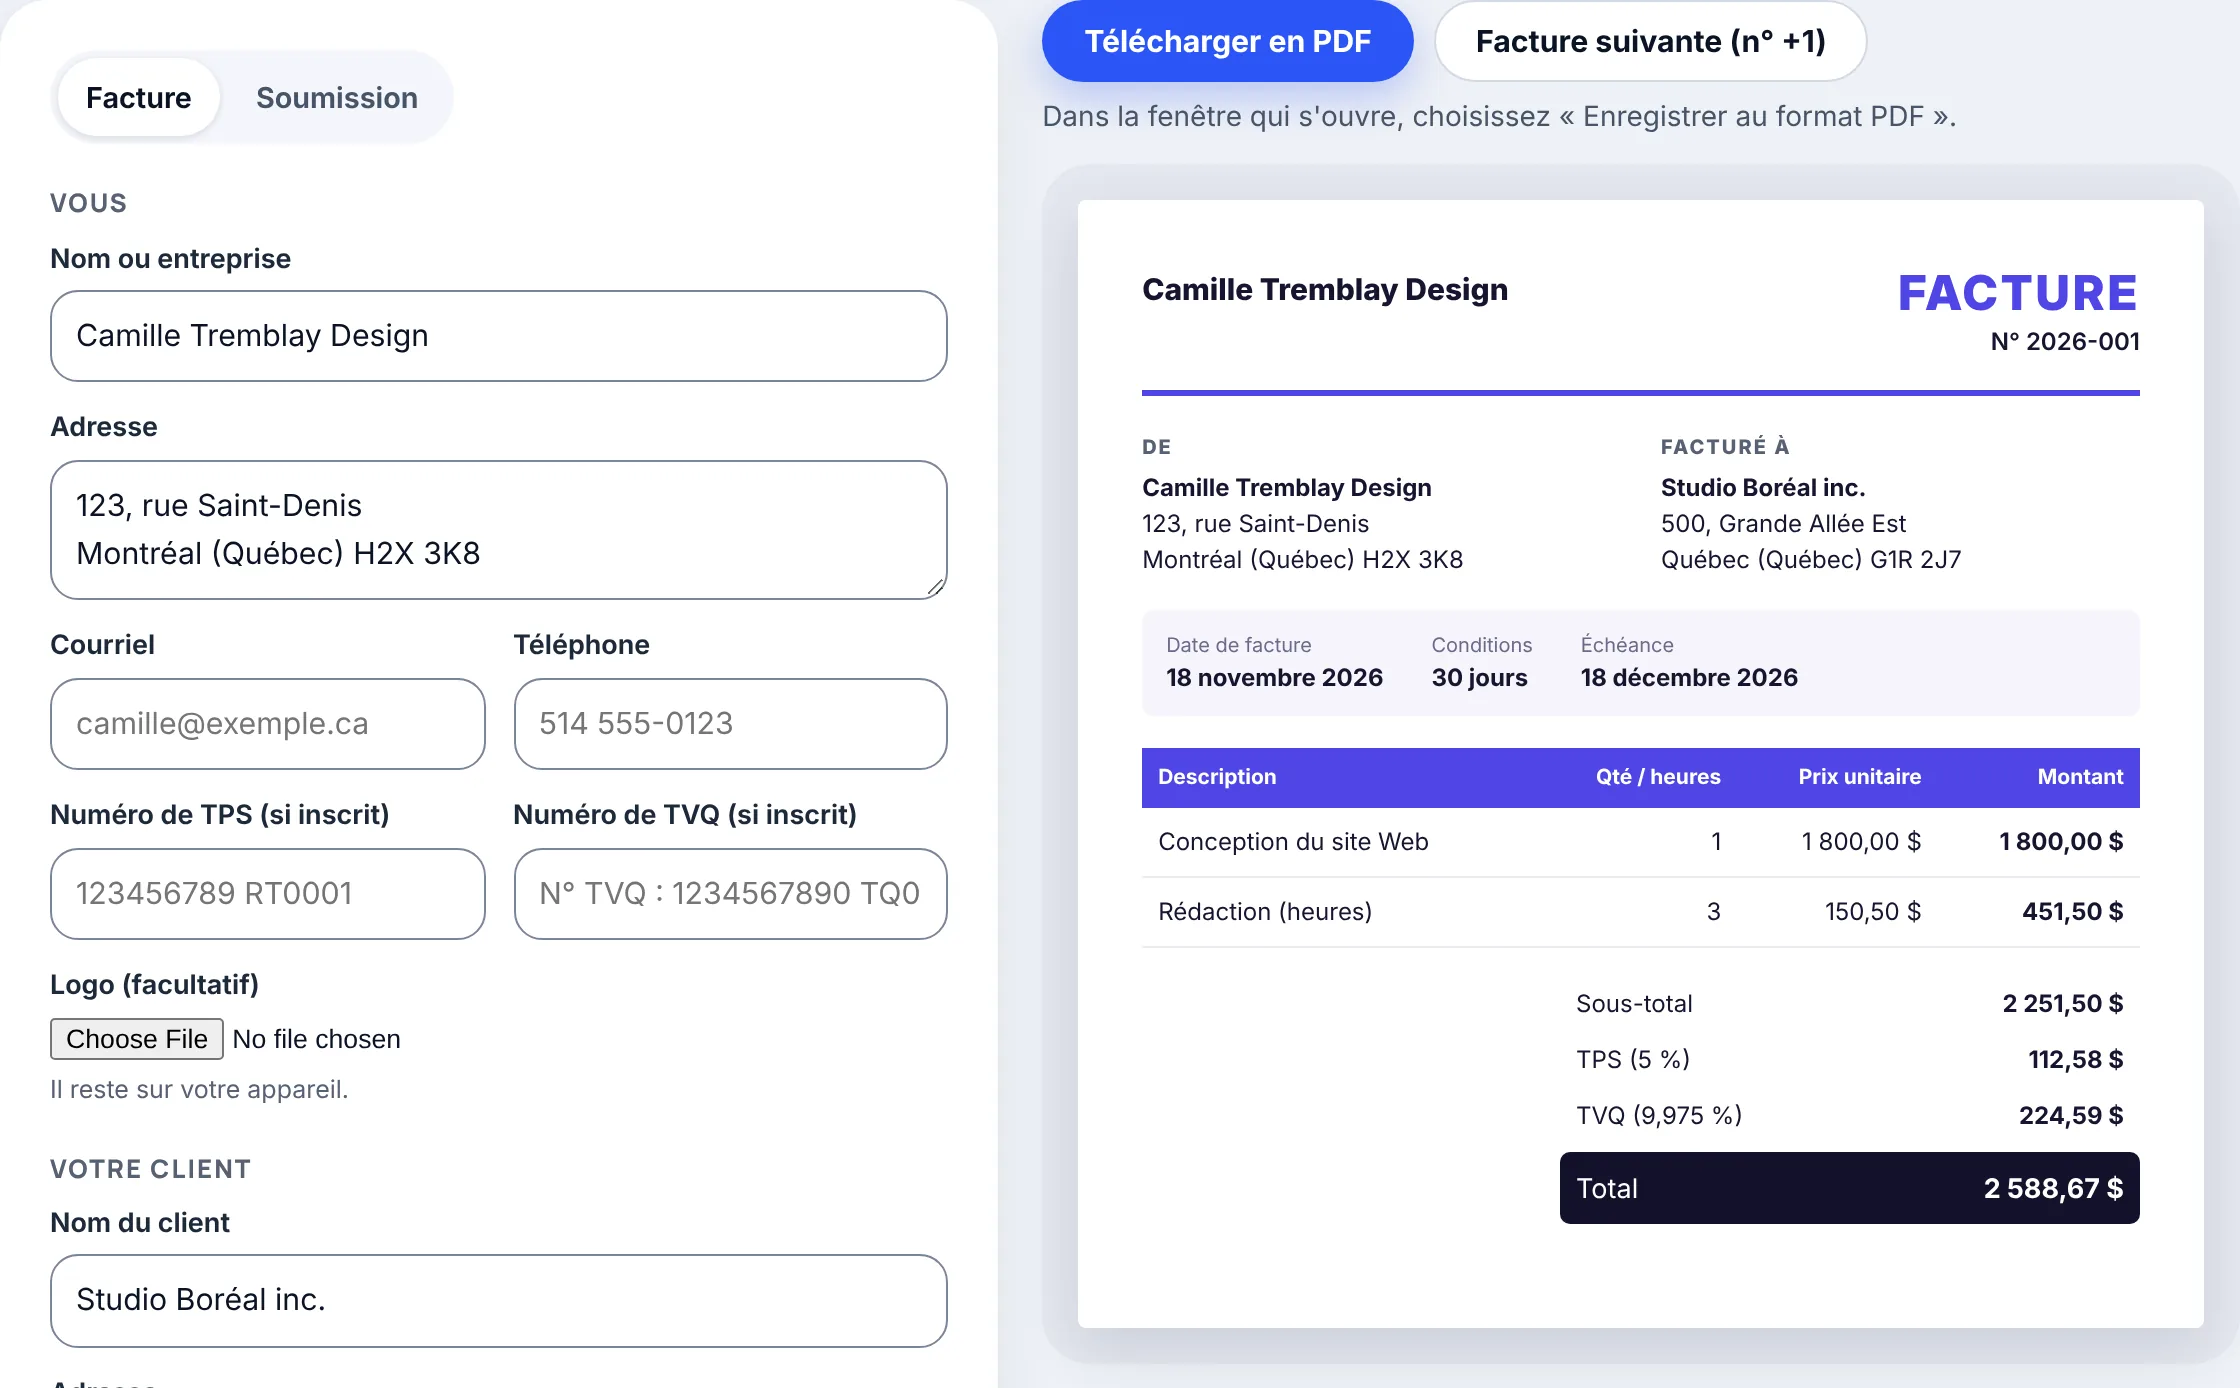 Facture
Soumission
VOUS
Nom ou entreprise
Camille Tremblay Design
Adresse
123, rue Saint-Denis
Montréal (Québec) H2X 3K8
Courriel
Téléphone
camille@exemple.ca
514 555-0123
Numéro de TPS (si inscrit)
Numéro de TVQ (si inscrit)
123456789 RT0001
N° TVQ : 1234567890 TQ0
Logo (facultatif)
Choose File No file chosen
Il reste sur votre appareil.
VOTRE CLIENT
Nom du client
Studio Boréal inc.
Télécharger en PDF
Facture suivante (n° +1)
Dans la fenêtre qui s'ouvre, choisissez « Enregistrer au format PDF ».
Camille Tremblay Design
FACTURE
N° 2026-001
DE
Camille Tremblay Design
123, rue Saint-Denis
Montréal (Québec) H2X 3K8
FACTURÉ À
Studio Boréal inc.
500, Grande Allée Est
Québec (Québec) G1R 2J7
Date de facture
18 novembre 2026
Conditions
30 jours
Échéance
18 décembre 2026
Description Qté / heures Prix unitaire Montant
Conception du site Web 1 1 800,00 $ 1 800,00 $
Rédaction (heures) 3 150,50 $ 451,50 $
Sous-total 2 251,50 $
TPS (5 %) 112,58 $
TVQ (9,975 %) 224,59 $
Total 2 588,67 $